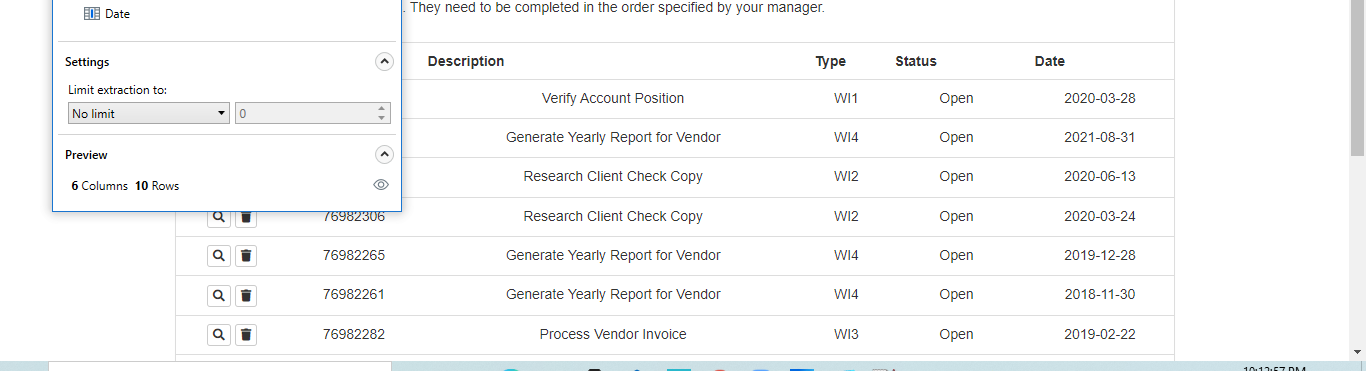 Date
. They need to be completed in the order specified by your manager.
Settings
Limit extraction to:
No limit 0
Preview
6 Columns 10 Rows
Description Type Status Date
Verify Account Position WI1 Open 2020-03-28
Generate Yearly Report for Vendor WI4 Open 2021-08-31
Research Client Check Copy WI2 Open 2020-06-13
76982306 Research Client Check Copy WI2 Open 2020-03-24
76982265 Generate Yearly Report for Vendor WI4 Open 2019-12-28
76982261 Generate Yearly Report for Vendor WI4 Open 2018-11-30
76982282 Process Vendor Invoice WI3 Open 2019-02-22
10:12:57 PM